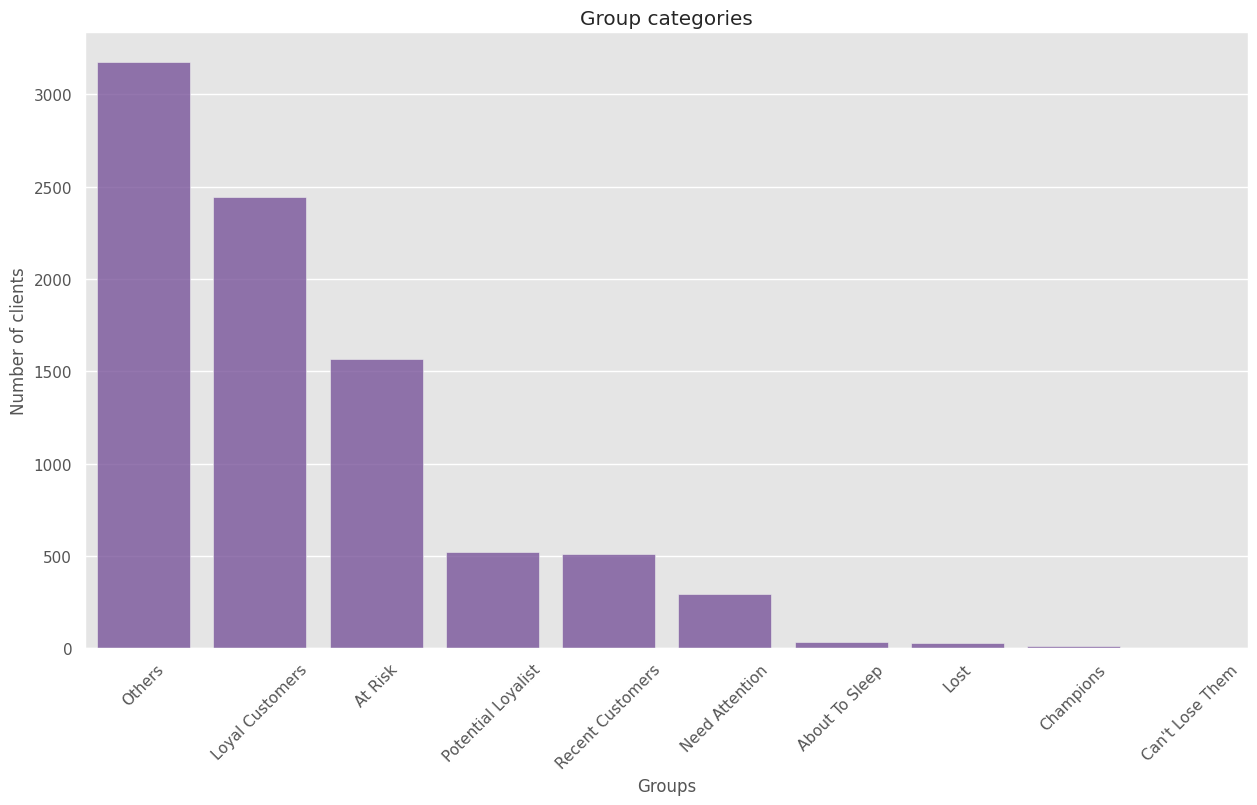 Group categories
Number of clients
3000
2500
2000
1500
1000
500
0
Others
Loyal Customers
At Risk
Potential Loyalist
Recent Customers
Need Attention
About To Sleep
Lost
Champions
Can't Lose Them
Groups